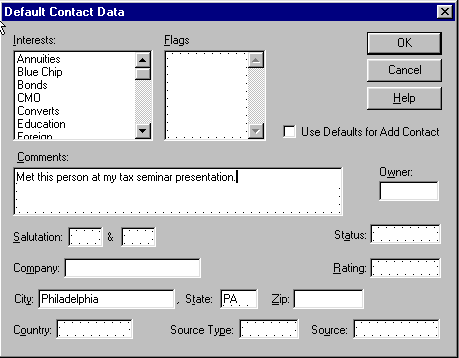 Default Contact Data
Interests: Flags
Annuities
Blue Chip
Bonds
CMO
Converts
Education
Foreign
OK
Cancel
Help
Use Defaults for Add Contact
Comments:
Met this person at my tax seminar presentation.
Owner:
Salutation: &
Status:
Company:
Rating:
City: Philadelphia , State: PA Zip:
Country: Source Type: Source: